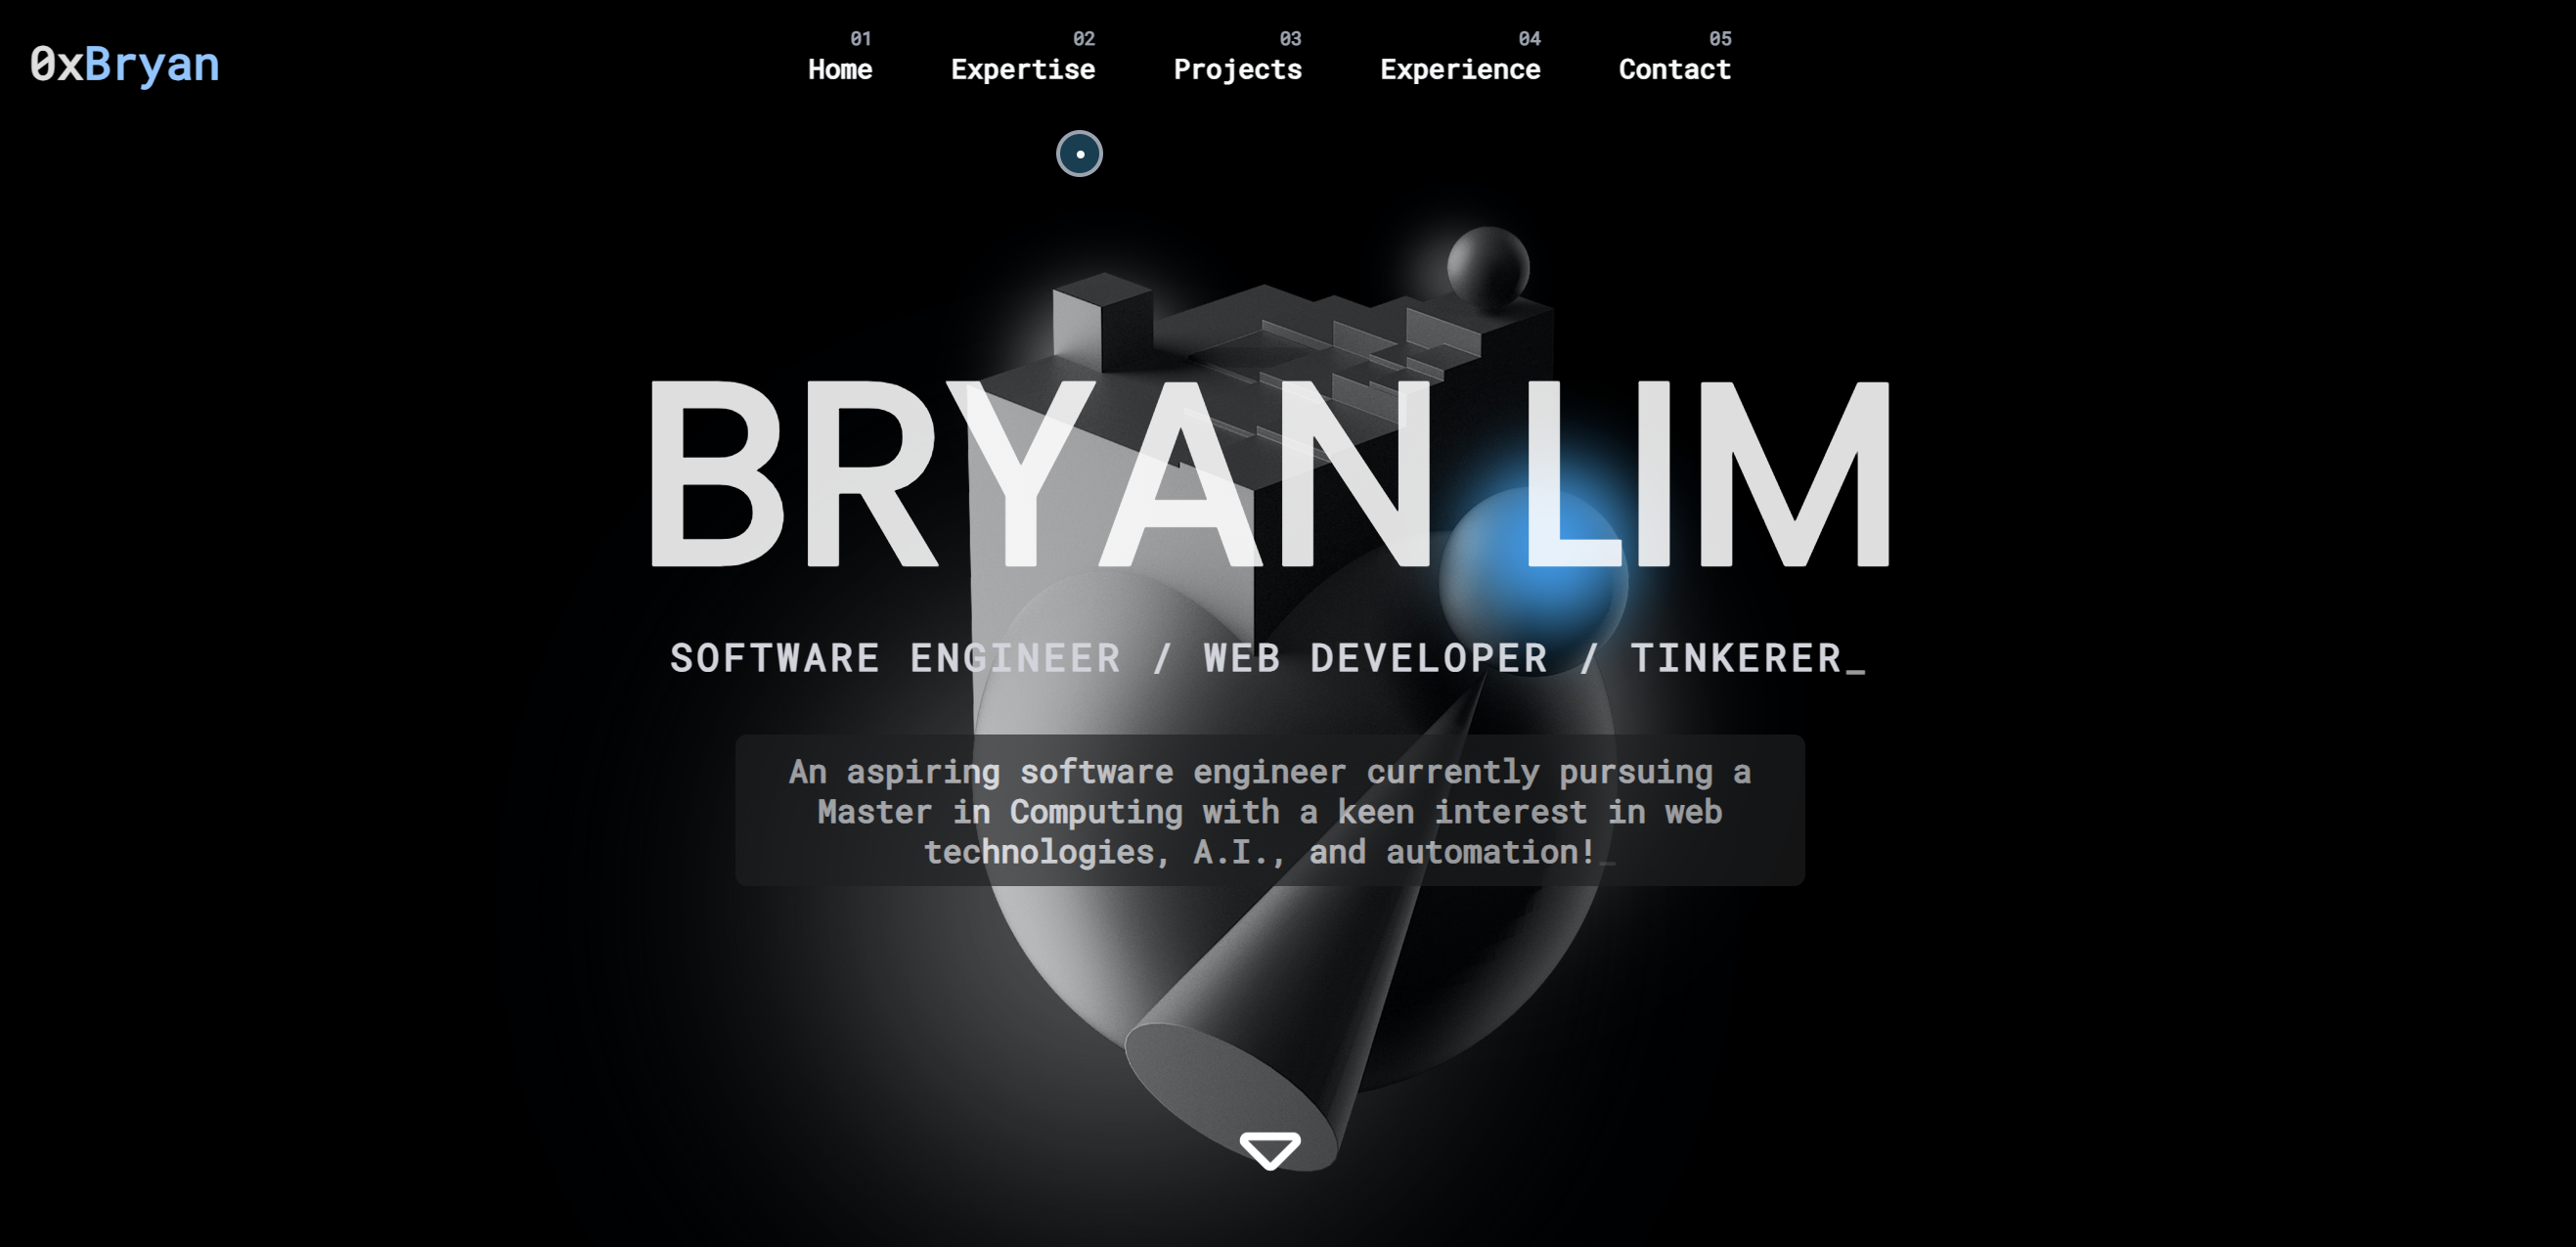 0xBryan
01
Home
02
Expertise
03
Projects
04
Experience
05
Contact
BRYAN LIM
SOFTWARE ENGINEER / WEB DEVELOPER / TINKERER_
An aspiring software engineer currently pursuing a
Master in Computing with a keen interest in web
technologies, A.I., and automation!_